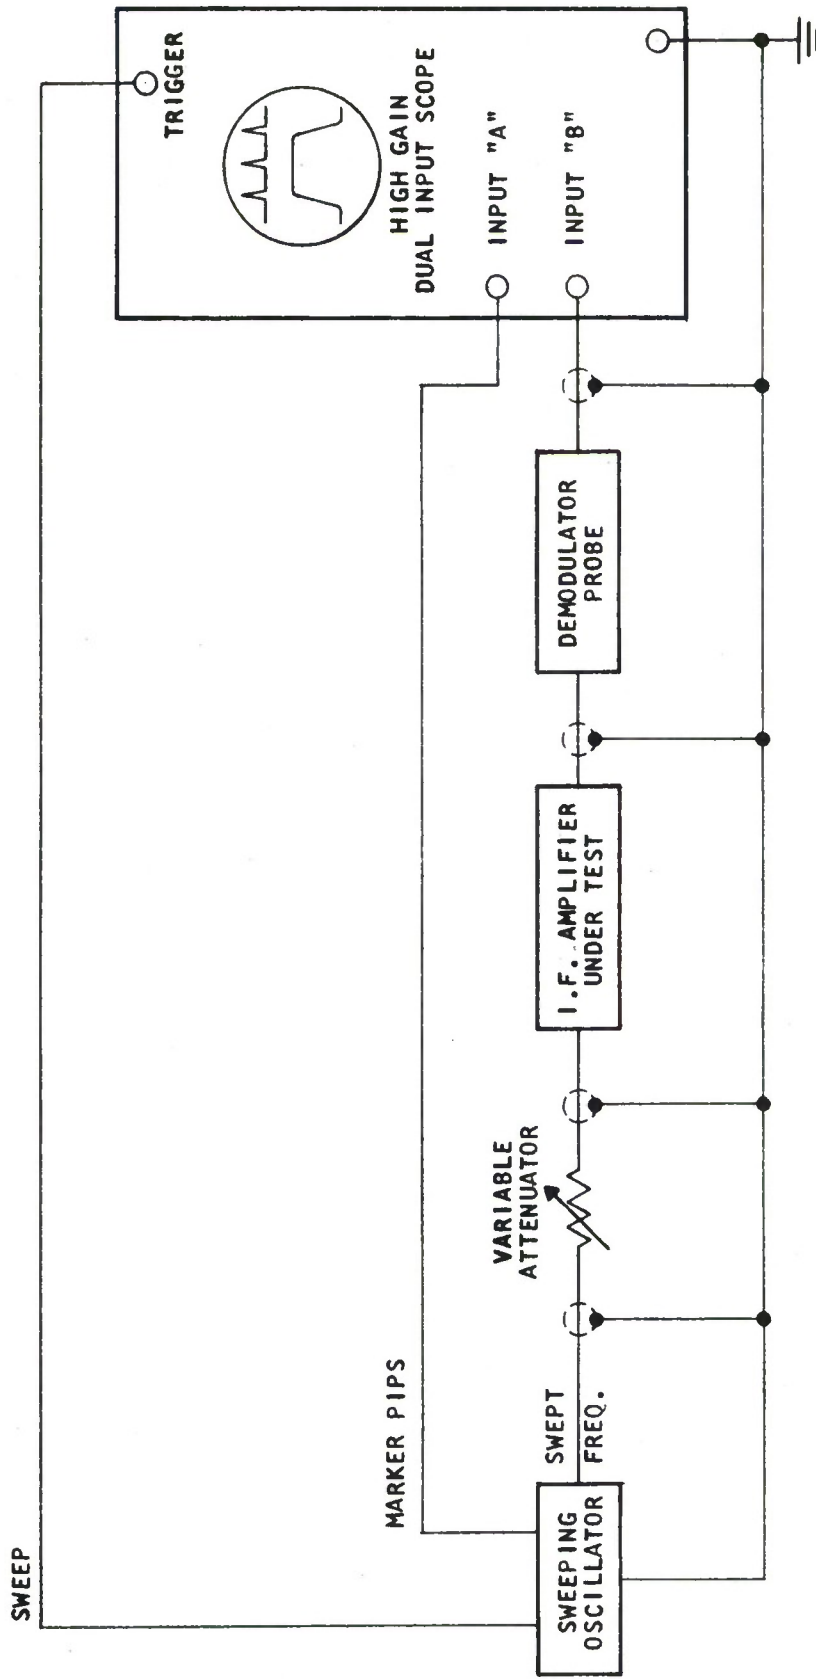 SWEEP
TRIGGER
HIGH GAIN
DUAL INPUT SCOPE
INPUT "A"
INPUT "B"
MARKER PIPS
SWEPT
FREQ.
SWEEPING
OSCILLATOR
VARIABLE
ATTENUATOR
I.F. AMPLIFIER
UNDER TEST
DEMODULATOR
PROBE